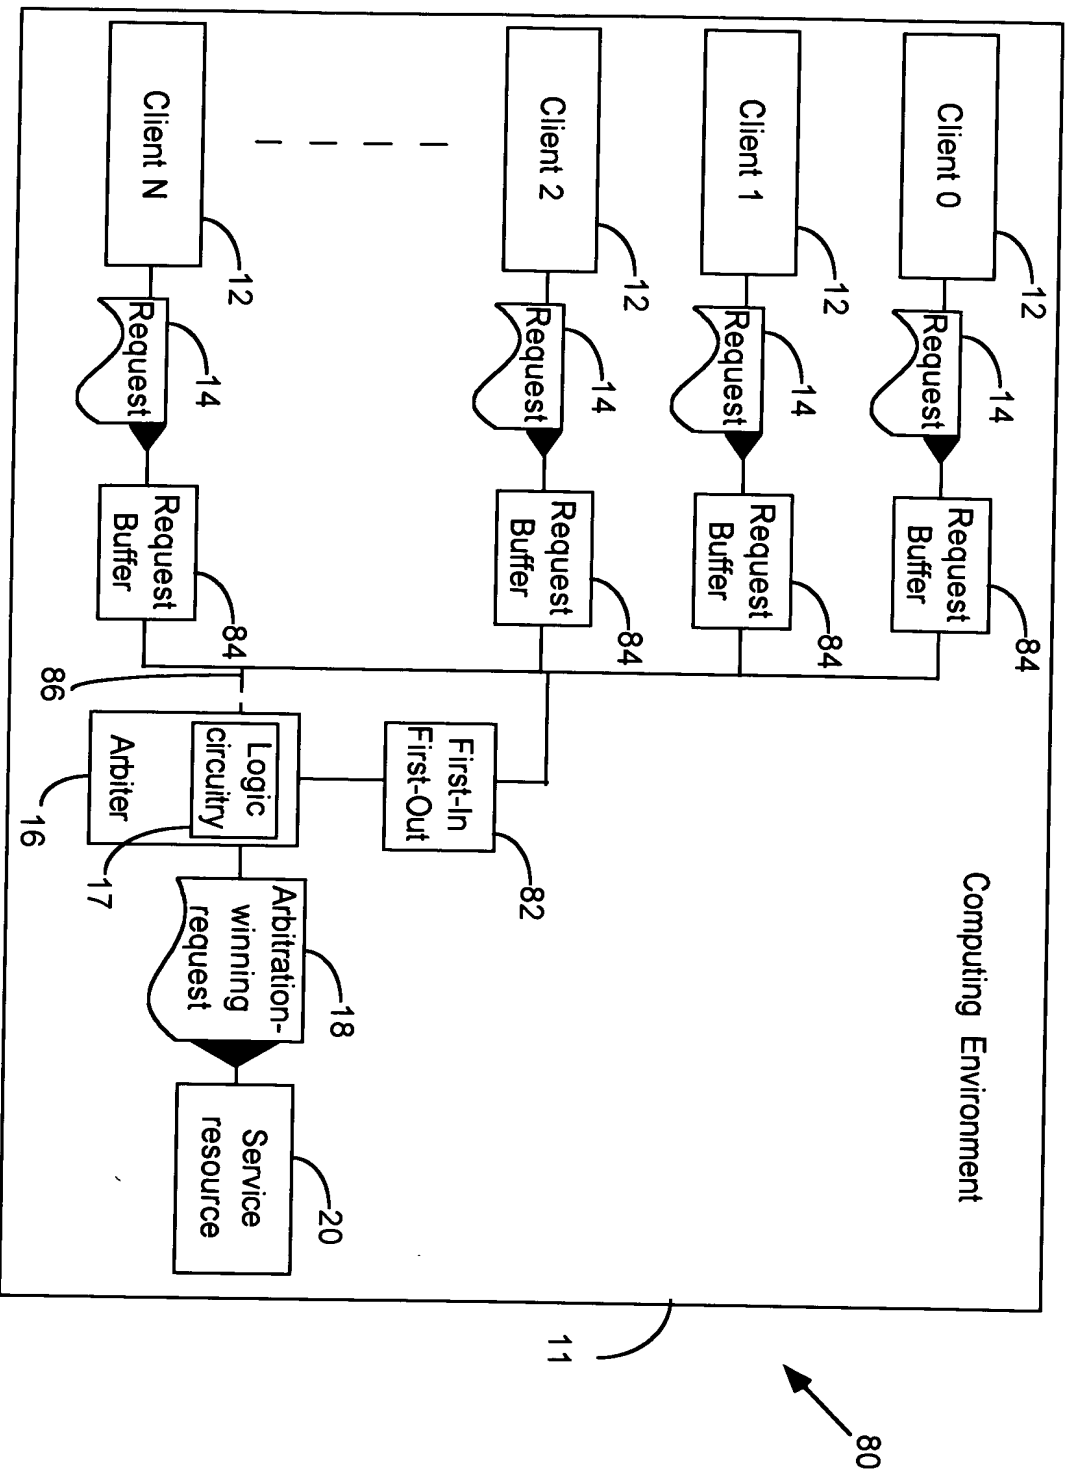 Computing Environment
Client 0
12
Request
14
Request
Buffer
84
Client 1
12
Request
14
Request
Buffer
84
Client 2
12
Request
14
Request
Buffer
84
Client N
12
Request
14
Request
Buffer
84
First-In
First-Out
82
86
Logic
circuitry
Arbiter
16
17
Arbitration-
winning
request
18
Service
resource
20
11
80